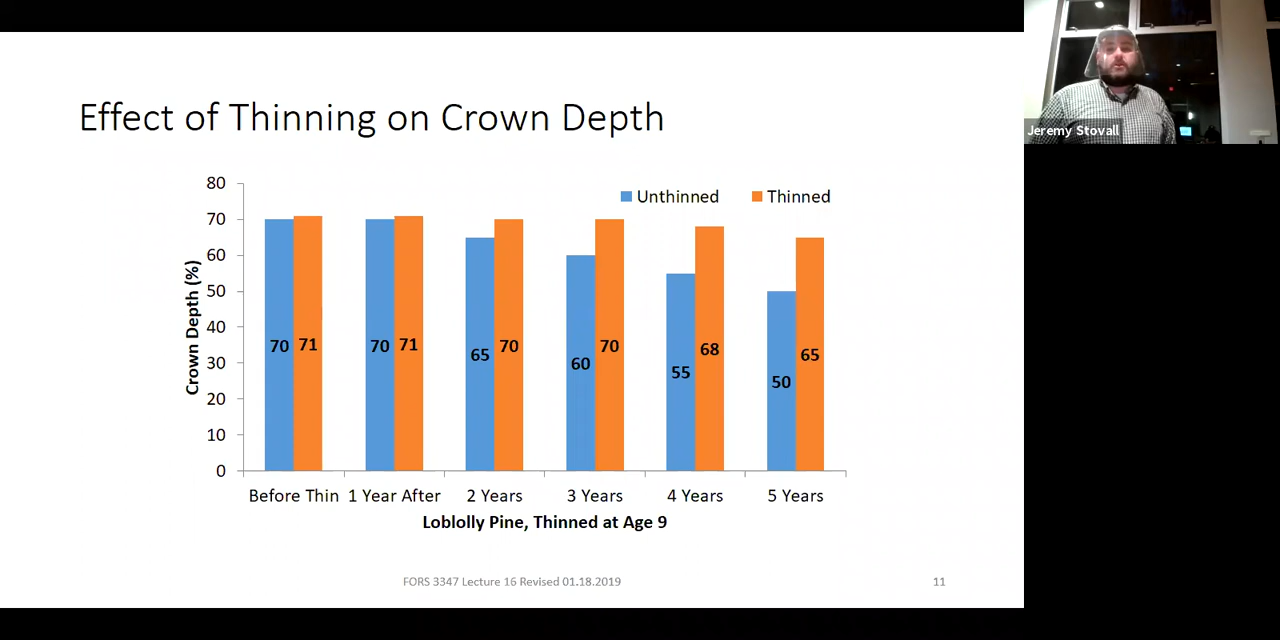 Effect of Thinning on Crown Depth
Jeremy Stovall
Unthinned Thinned
Crown Depth (%)
80
70
60
50
40
30
20
10
0
70 71 70 71 65 70 60 70 55 68 50 65
Before Thin 1 Year After 2 Years 3 Years 4 Years 5 Years
Loblolly Pine, Thinned at Age 9
FORS 3347 Lecture 16 Revised 01.18.2019
11